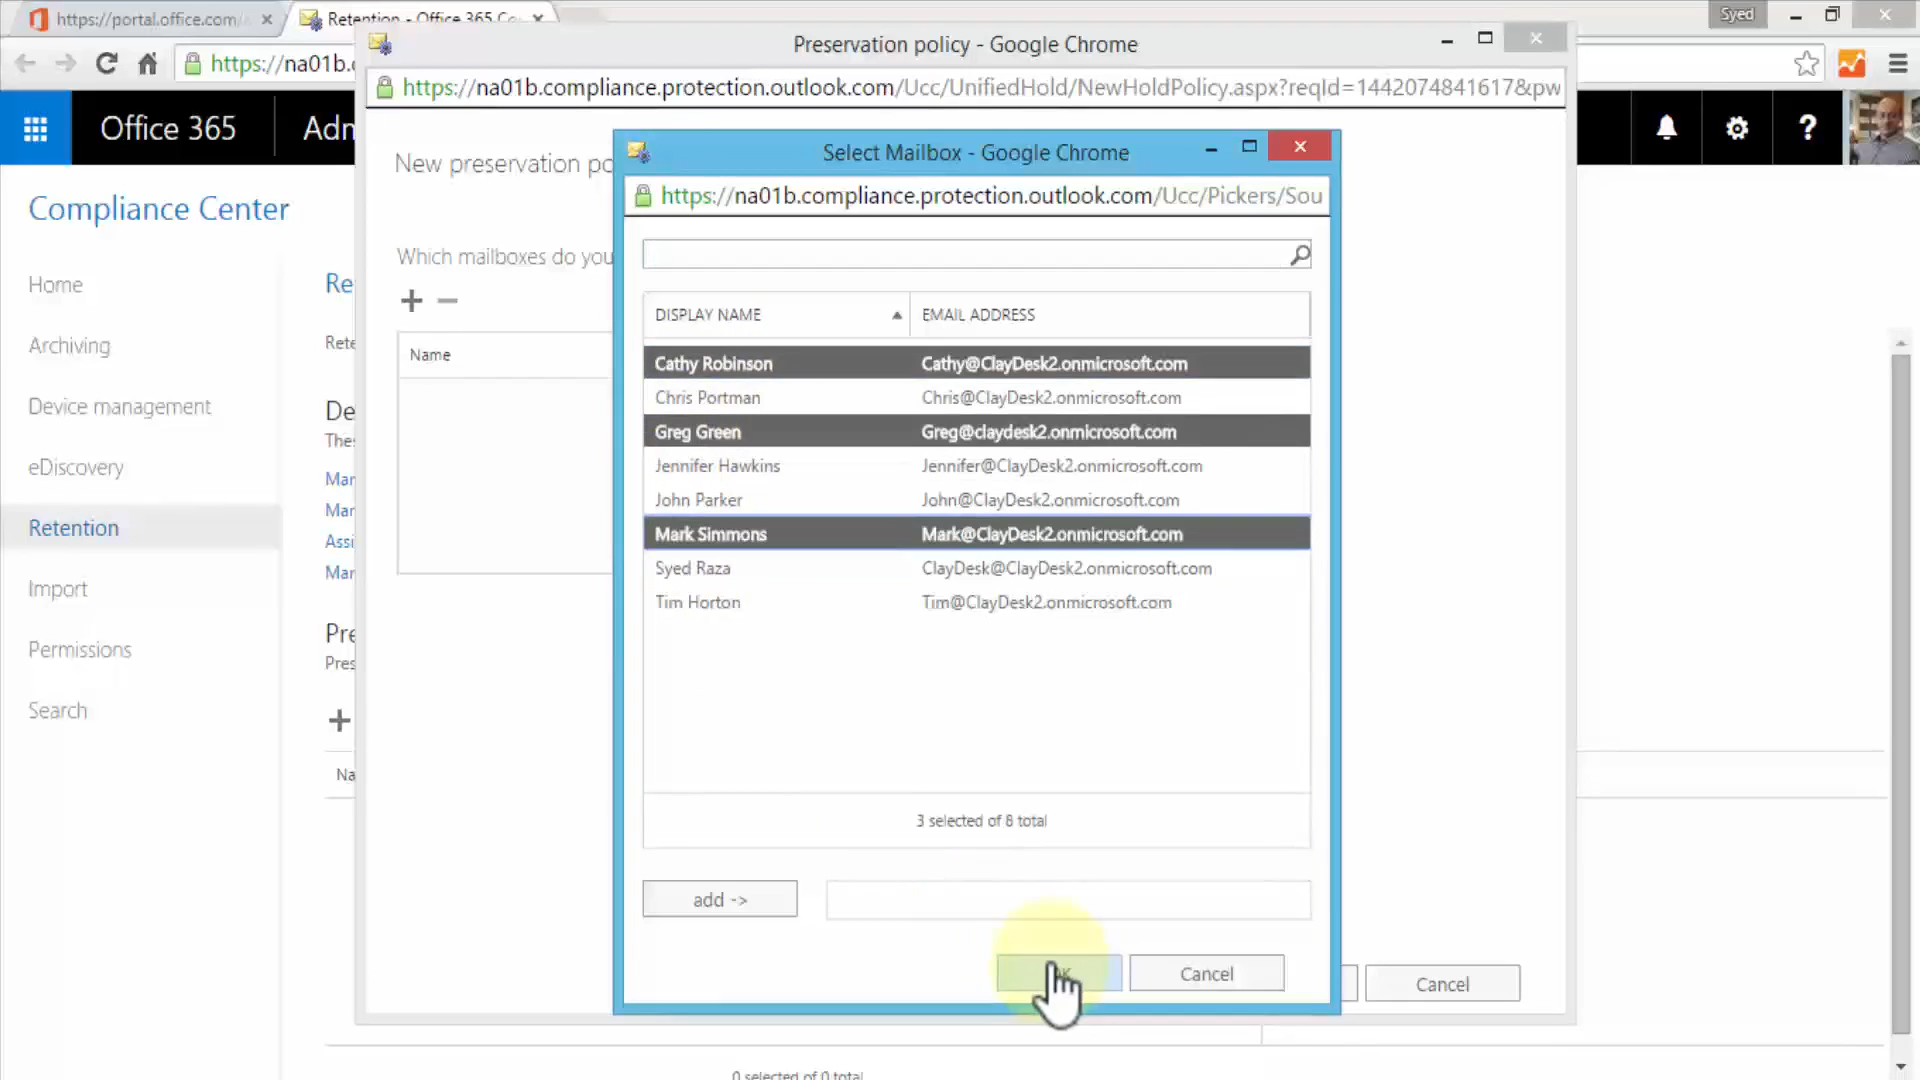 https://portal.office.com/
Retention - Office 365 Co
Syed
https://na01b.
Preservation policy - Google Chrome
https://na01b.compliance.protection.outlook.com/Ucc/UnifiedHold/NewHoldPolicy.aspx?reqId=1442074841617&pw
Office 365
Adm
?
Select Mailbox - Google Chrome
https://na01b.compliance.protection.outlook.com/Ucc/Pickers/Sou
New preservation po
Compliance Center
Which mailboxes do you
Home
Archiving
Device management
eDiscovery
Retention
Import
Permissions
Search
Re
Rete
De
Thes
Man
Man
Assi
Man
Pre
Pres
Na
Name
DISPLAY NAME EMAIL ADDRESS
Cathy Robinson Cathy@ClayDesk2.onmicrosoft.com
Chris Portman Chris@ClayDesk2.onmicrosoft.com
Greg Green Greg@claydesk2.onmicrosoft.com
Jennifer Hawkins Jennifer@ClayDesk2.onmicrosoft.com
John Parker John@ClayDesk2.onmicrosoft.com
Mark Simmons Mark@ClayDesk2.onmicrosoft.com
Syed Raza ClayDesk@ClayDesk2.onmicrosoft.com
Tim Horton Tim@ClayDesk2.onmicrosoft.com
3 selected of 8 total
add ->
Cancel
Cancel
0 selected of 0 total